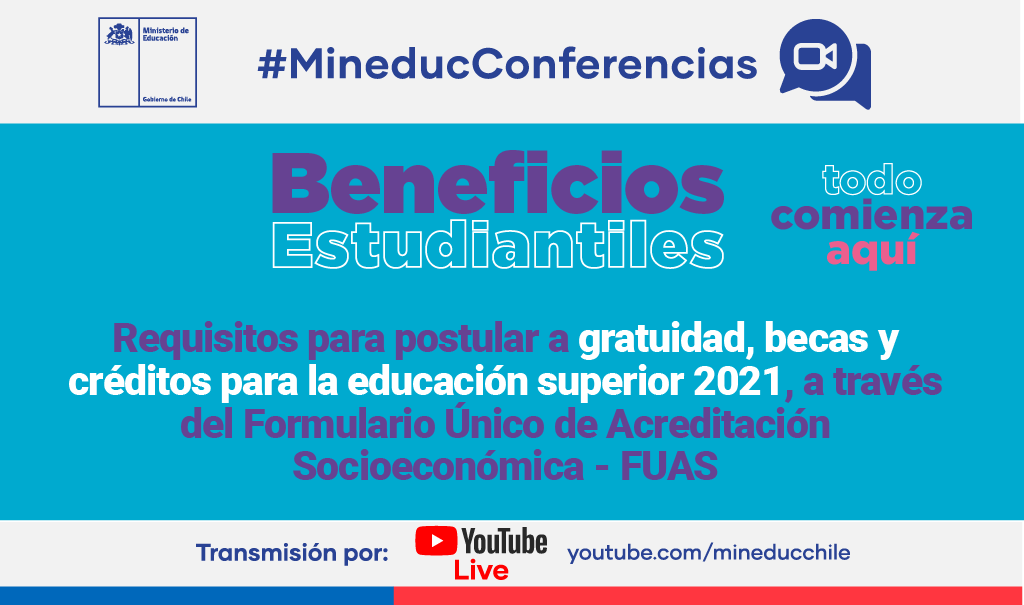 Ministerio de
Educación
Gobierno de Chile
#MineducConferencias
Beneficios
Estudiantiles
todo
comienza
aquí
Requisitos para postular a gratuidad, becas y
créditos para la educación superior 2021, a través
del Formulario Único de Acreditación
Socioeconómica - FUAS
Transmisión por:
YouTube
Live
youtube.com/mineducchile